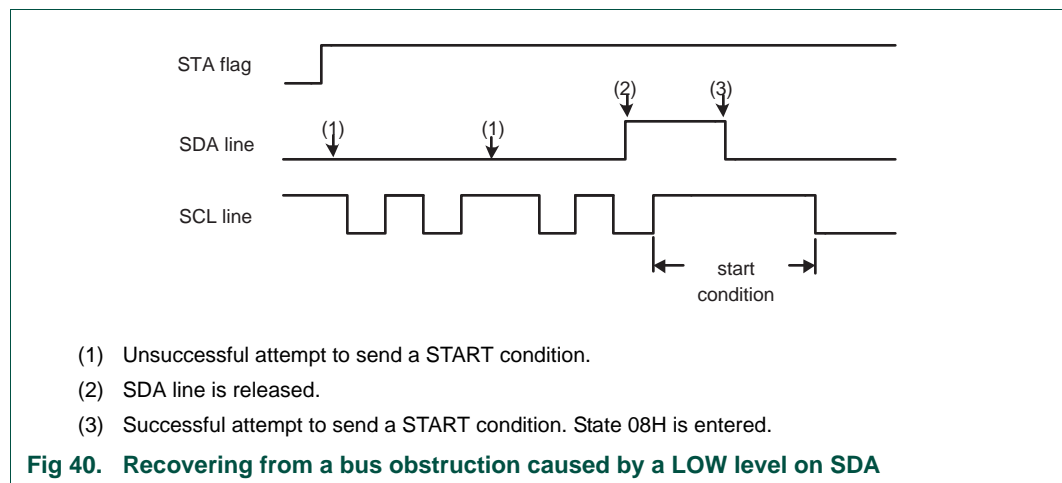 STA flag
(2) (3)
(1) (1)
SDA line
SCL line
start
condition
(1) Unsuccessful attempt to send a START condition.
(2) SDA line is released.
(3) Successful attempt to send a START condition. State 08H is entered.
Fig 40. Recovering from a bus obstruction caused by a LOW level on SDA